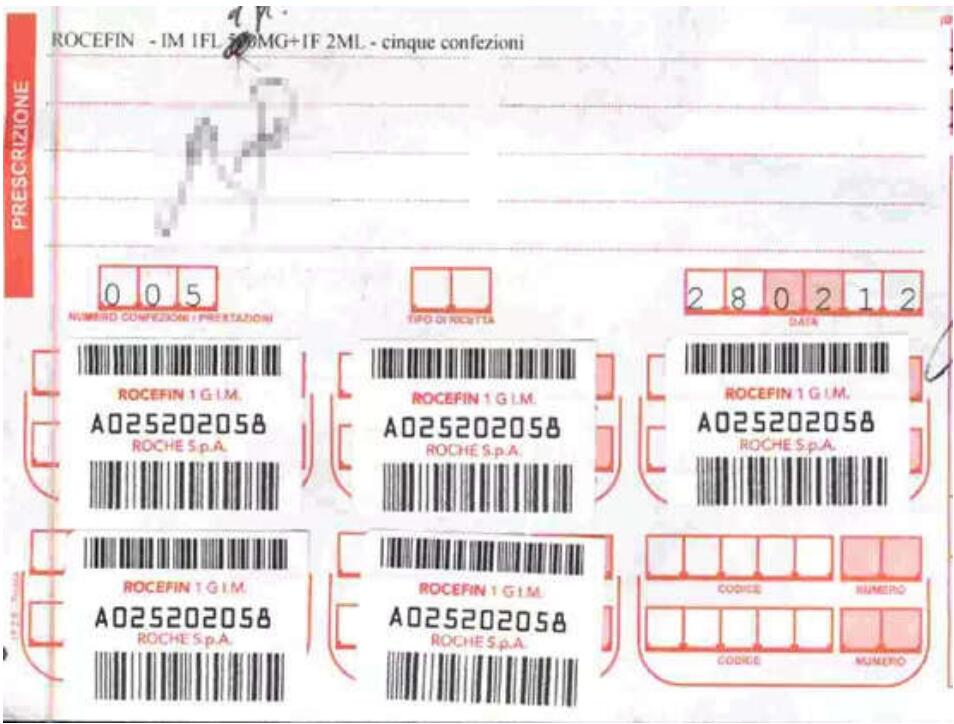 ROCEFIN - IM 1FL MG+1F 2ML - cinque confezioni
PRESCRIZIONE
005
NUMERO CONFEZIONI / PRESTAZIONI
TIPO DI RICETTA
280212
DATA
ROCEFIN 1 G I.M.
A025202058
ROCHE S.p.A.
ROCEFIN 1 G I.M.
A025202058
ROCHE S.p.A.
ROCEFIN 1 G I.M.
A025202058
ROCHE S.p.A.
ROCEFIN 1 G I.M.
A025202058
ROCHE S.p.A.
ROCEFIN 1 G I.M.
A025202058
ROCHE S.p.A.
CODICE NUMERO
CODICE NUMERO